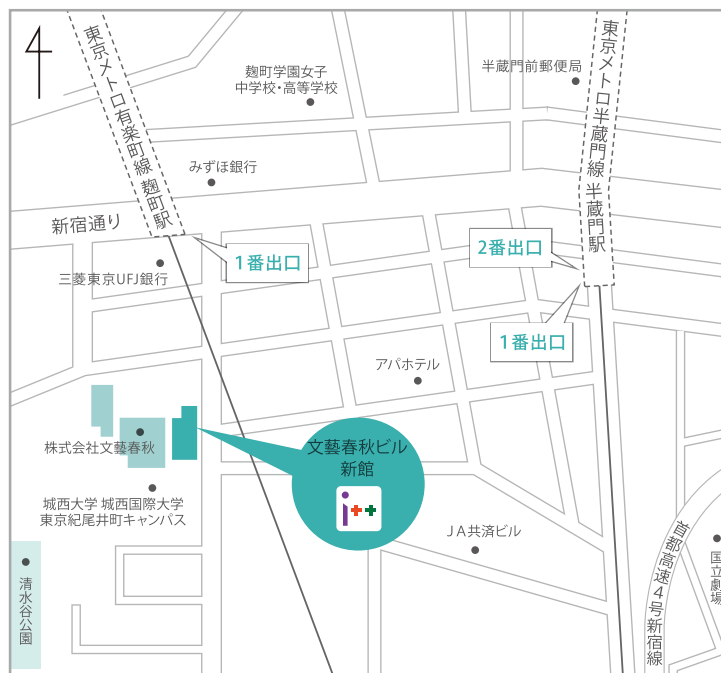 東京メトロ有楽町線 麹町駅
麹町学園女子
中学校・高等学校
半蔵門前郵便局
東京メトロ半蔵門線 半蔵門駅
みずほ銀行
新宿通り
1番出口
2番出口
三菱東京UFJ銀行
1番出口
アパホテル
株式会社文藝春秋
文藝春秋ビル
新館
i++
城西大学 城西国際大学
東京紀尾井町キャンパス
JA共済ビル
首都高速4号新宿線
国立劇場
清水谷公園